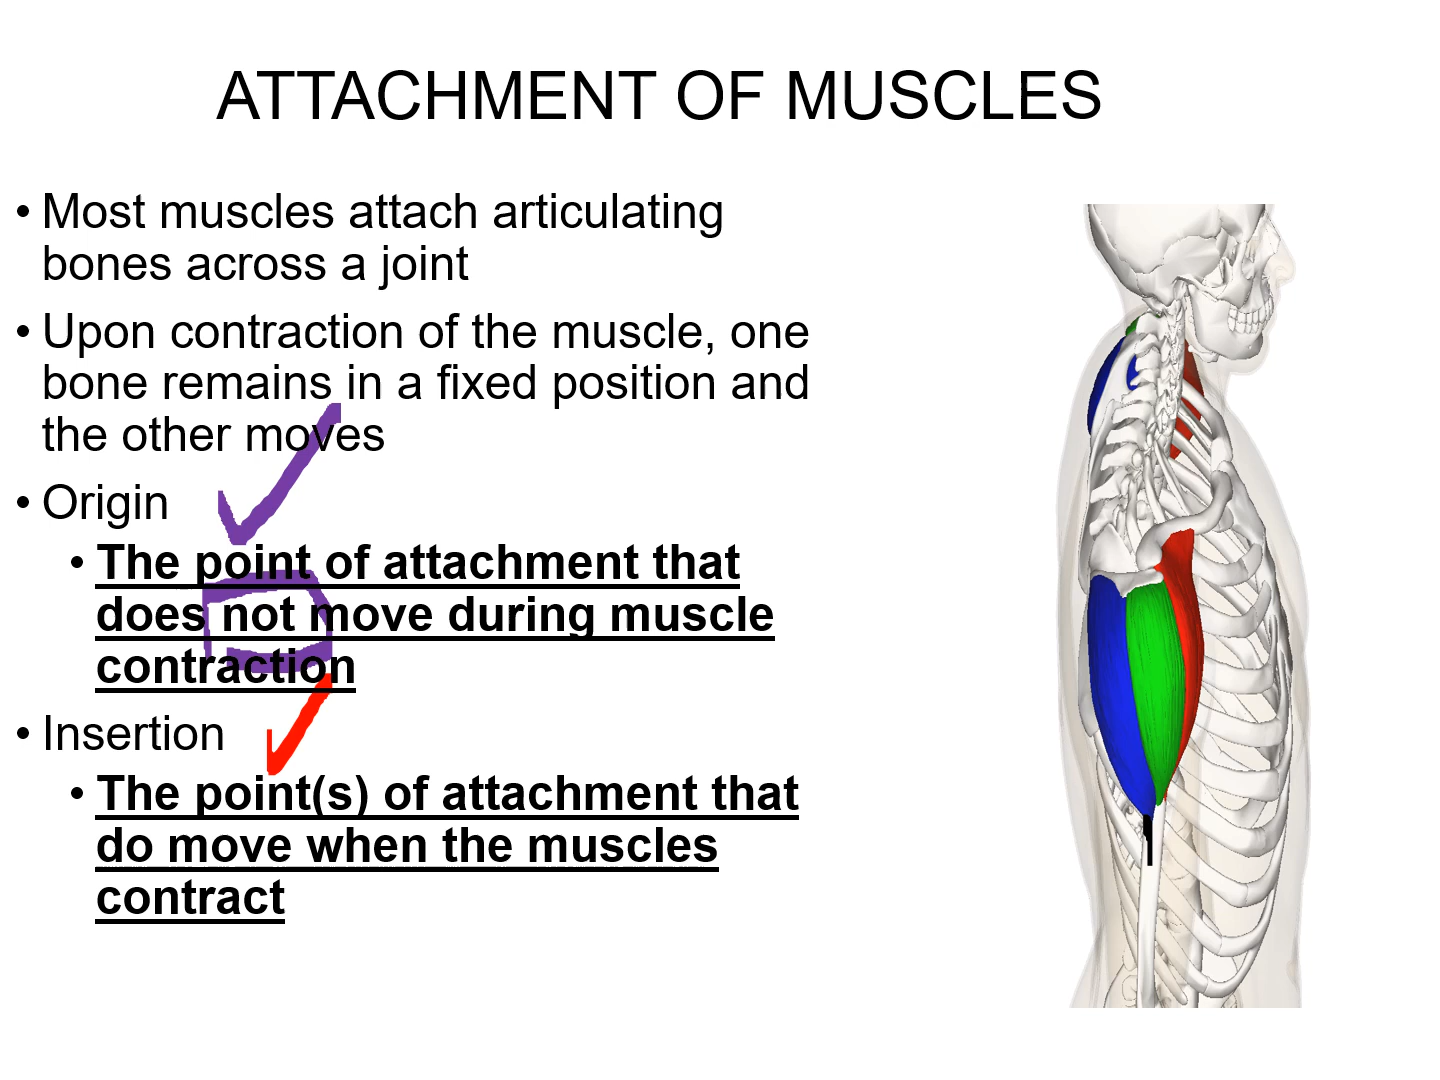 ATTACHMENT OF MUSCLES
• Most muscles attach articulating
bones across a joint
• Upon contraction of the muscle, one
bone remains in a fixed position and
the other moves
• Origin
• The point of attachment that
does not move during muscle
contraction
• Insertion
• The point(s) of attachment that
do move when the muscles
contract